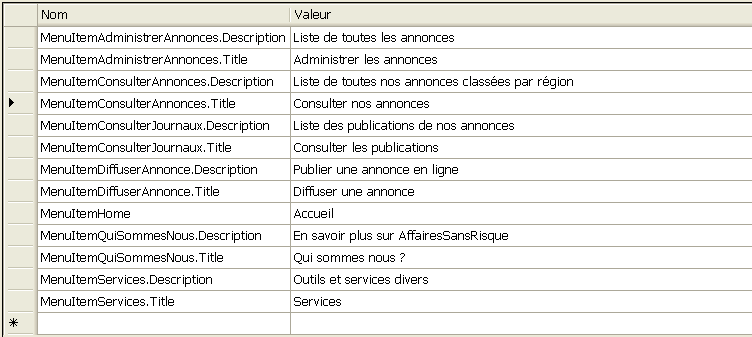 Nom Valeur
MenuItemAdministrerAnnonces.Description Liste de toutes les annonces
MenuItemAdministrerAnnonces.Title Administrer les annonces
MenuItemConsulterAnnonces.Description Liste de toutes nos annonces classées par région
MenuItemConsulterAnnonces.Title Consulter nos annonces
MenuItemConsulterJournaux.Description Liste des publications de nos annonces
MenuItemConsulterJournaux.Title Consulter les publications
MenuItemDiffuserAnnonce.Description Publier une annonce en ligne
MenuItemDiffuserAnnonce.Title Diffuser une annonce
MenuItemHome Accueil
MenuItemQuiSommesNous.Description En savoir plus sur AffairesSansRisque
MenuItemQuiSommesNous.Title Qui sommes nous ?
MenuItemServices.Description Outils et services divers
MenuItemServices.Title Services